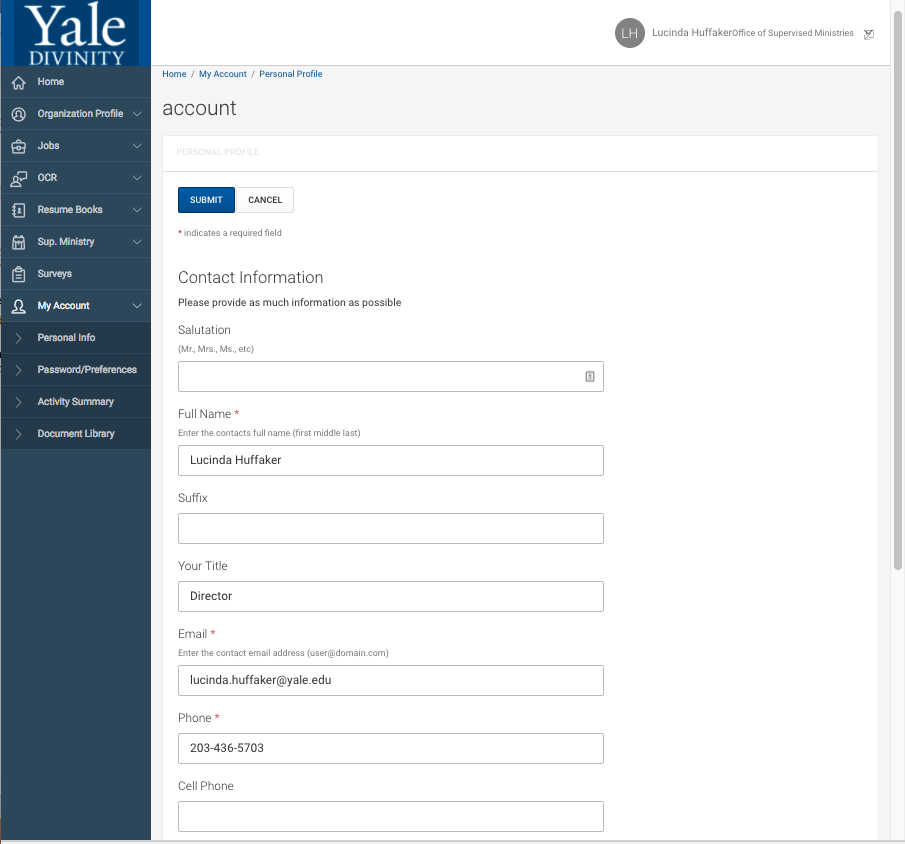 Yale
DIVINITY
LH
Lucinda HuffakerOffice of Supervised Ministries
Home
Organization Profile
Jobs
OCR
Resume Books
Sup. Ministry
Surveys
My Account
Personal Info
Password/Preferences
Activity Summary
Document Library
Home / My Account / Personal Profile
account
PERSONAL PROFILE
SUBMIT CANCEL
* indicates a required field
Contact Information
Please provide as much information as possible
Salutation
(Mr., Mrs., Ms., etc)
Full Name *
Enter the contacts full name (first middle last)
Lucinda Huffaker
Suffix
Your Title
Director
Email *
Enter the contact email address (user@domain.com)
lucinda.huffaker@yale.edu
Phone *
203-436-5703
Cell Phone